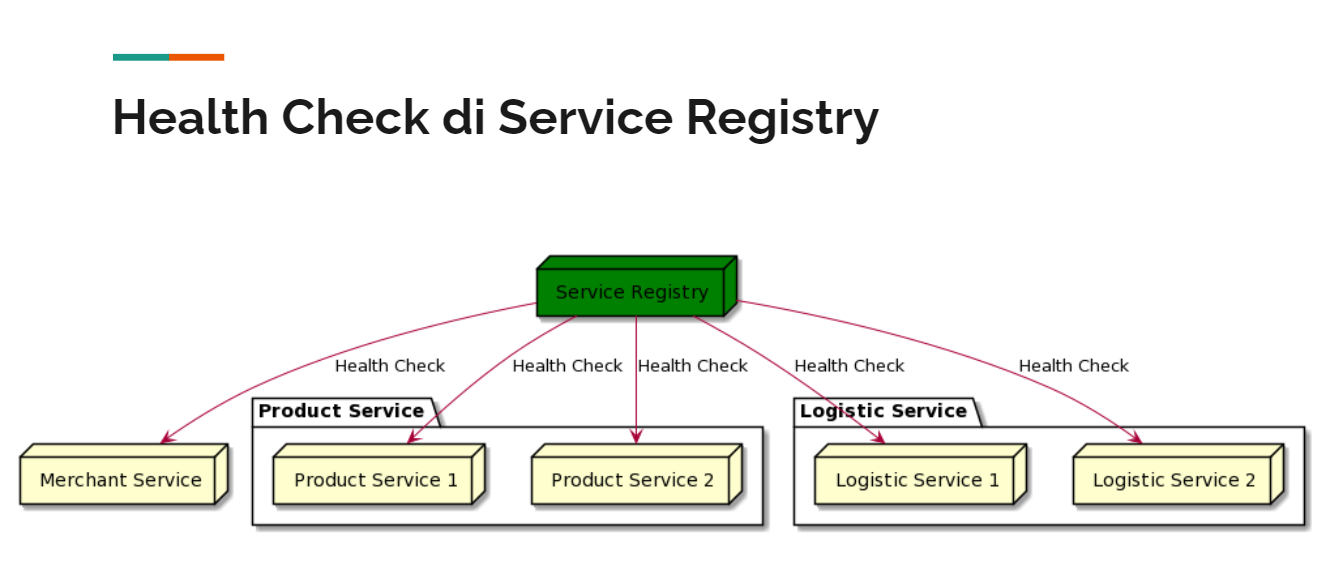 Health Check di Service Registry
Service Registry
Health Check
Health Check
Health Check
Health Check
Health Check
Product Service
Logistic Service
Merchant Service
Product Service 1
Product Service 2
Logistic Service 1
Logistic Service 2